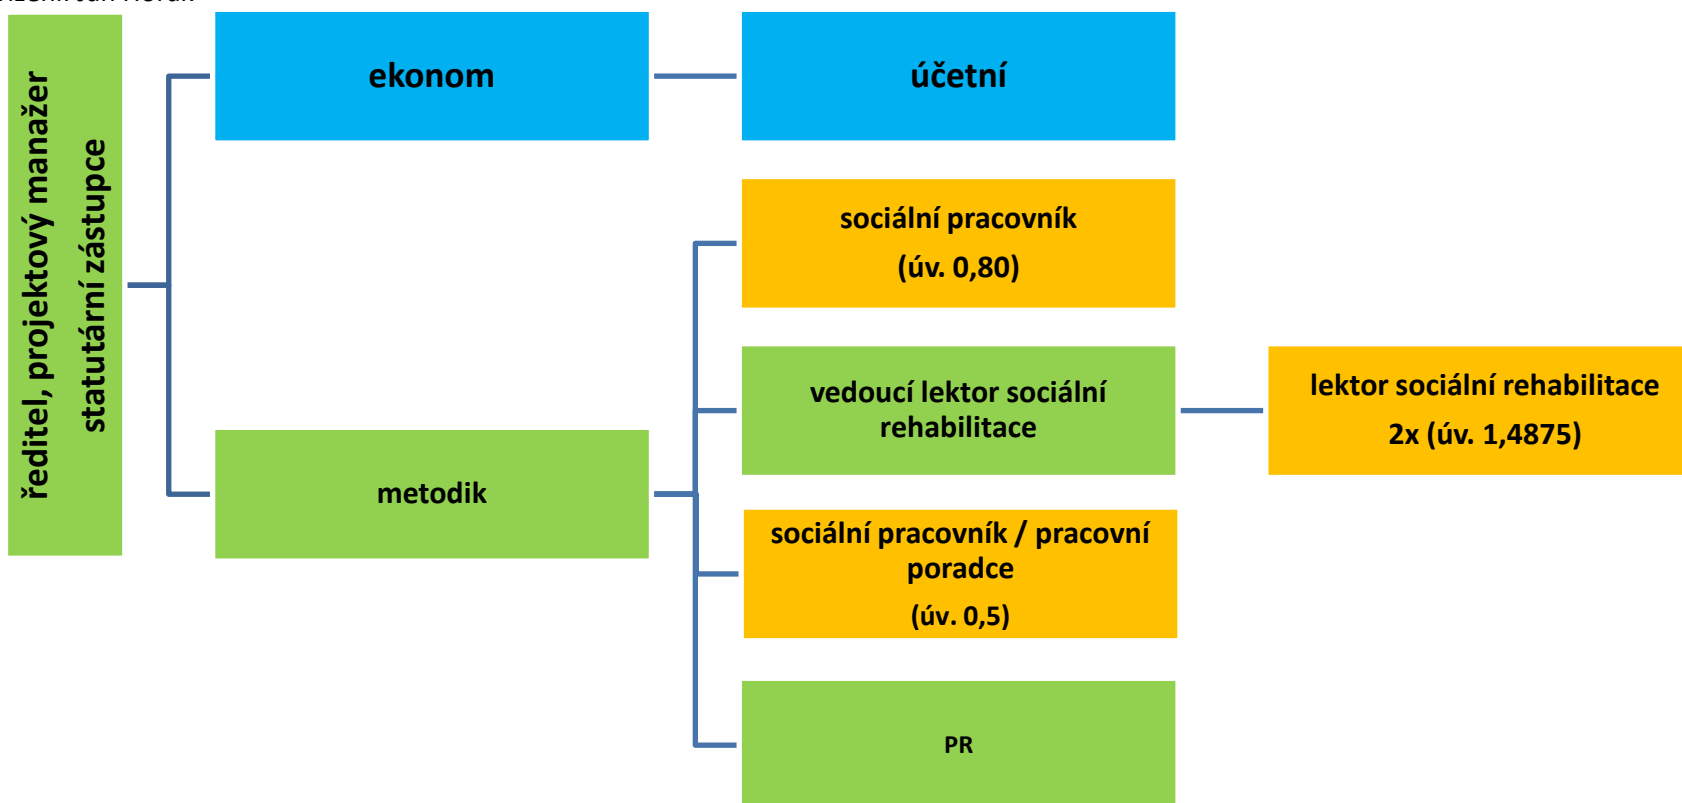 ředitel, projektový manažer
statutární zástupce
ekonom
účetní
sociální pracovník
(úv. 0,80)
vedoucí lektor sociální
rehabilitace
lektor sociální rehabilitace
2x (úv. 1,4875)
metodik
sociální pracovník / pracovní
poradce
(úv. 0,5)
PR